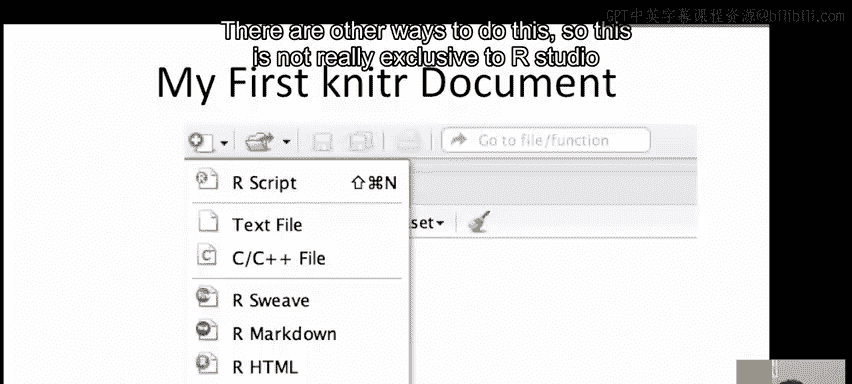 GPT中英字幕课程资源@bilibili.com
There are other ways to do this, so this
is not really exclusive to R studio
My First knitr Document
Go to file/function
R Script ⇧⌘N
Text File
C/C++ File
R Sweave
R Markdown
R HTML